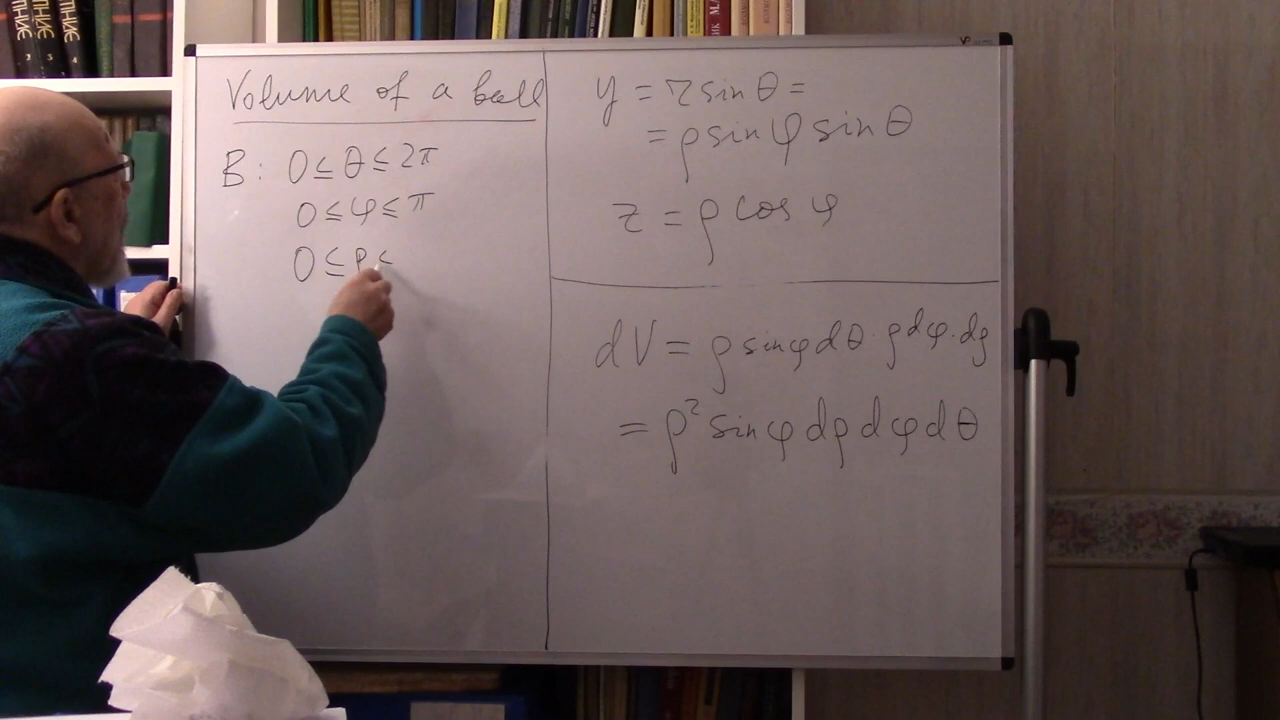 Volume of a ball
B: 0 ≤ θ ≤ 2π
0 ≤ φ ≤ π
0 ≤ ρ ≤
y = r sin θ =
= ρ sin φ sin θ
z = ρ cos φ
dV = ρ sin φ dθ · ρ dφ · dρ
= ρ² sin φ dρ dφ dθ